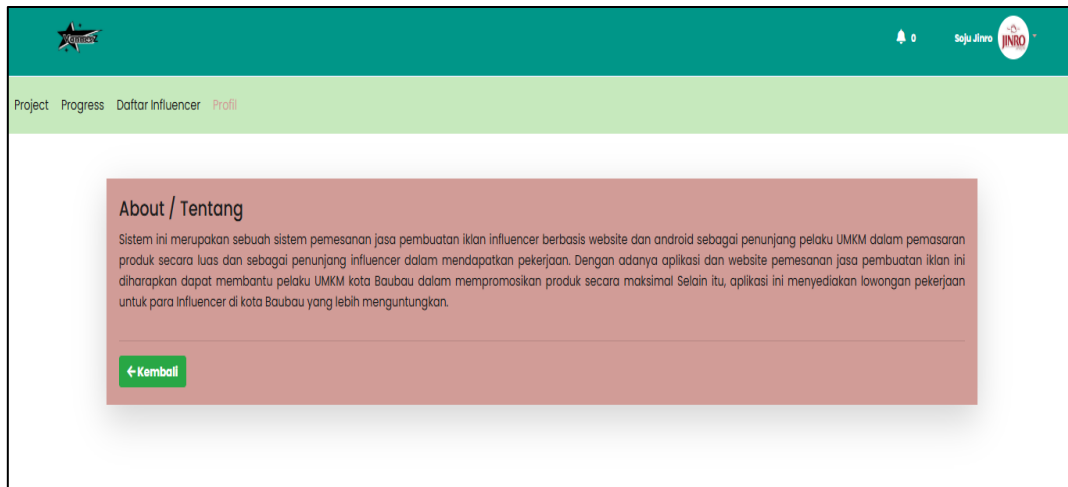 0
Soju Jinro
JINRO
Project Progress Daftar Influencer Profil
About / Tentang
Sistem ini merupakan sebuah sistem pemesanan jasa pembuatan iklan influencer berbasis website dan android sebagai penunjang pelaku UMKM dalam pemasaran
produk secara luas dan sebagai penunjang influencer dalam mendapatkan pekerjaan. Dengan adanya aplikasi dan website pemesanan jasa pembuatan iklan ini
diharapkan dapat membantu pelaku UMKM kota Baubau dalam mempromosikan produk secara maksimal Selain itu, aplikasi ini menyediakan lowongan pekerjaan
untuk para Influencer di kota Baubau yang lebih menguntungkan.
Kembali